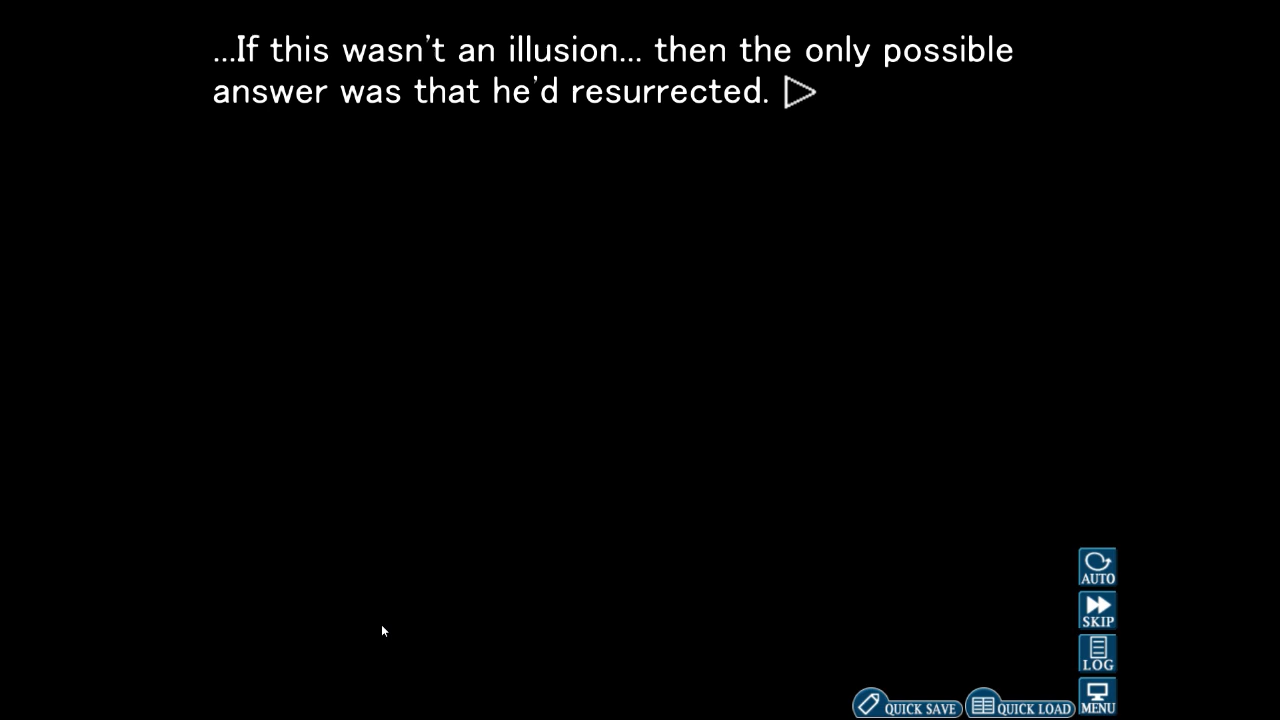 ...If this wasn't an illusion... then the only possible
answer was that he'd resurrected.
AUTO
SKIP
LOG
MENU
QUICK SAVE
QUICK LOAD